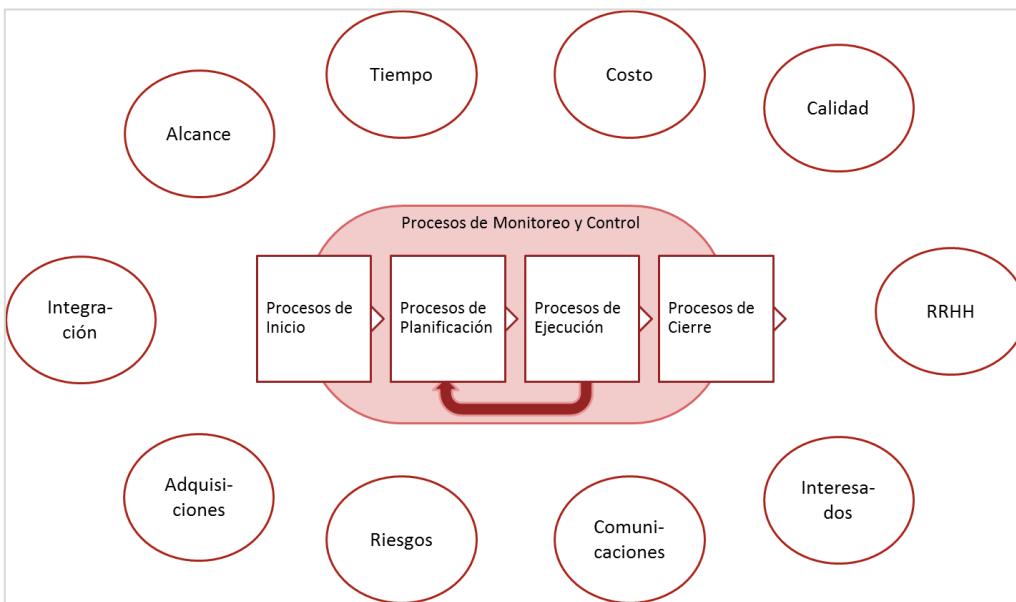 Tiempo
Costo
Calidad
Alcance
Procesos de Monitoreo y Control
Integra-
ción
Procesos de
Inicio
Procesos de
Planificación
Procesos de
Ejecución
Procesos de
Cierre
RRHH
Adquisi-
ciones
Riesgos
Comuni-
caciones
Interesa-
dos